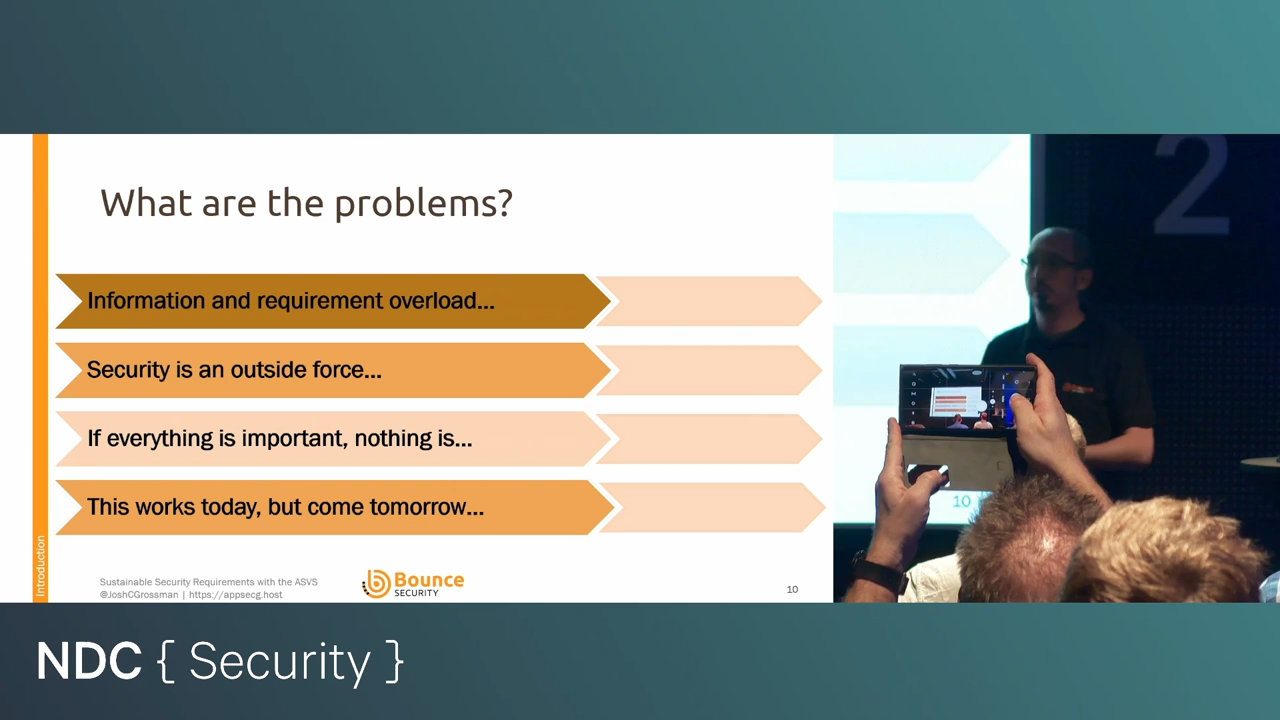 What are the problems?
Information and requirement overload...
Security is an outside force...
If everything is important, nothing is...
This works today, but come tomorrow...
Introduction
Sustainable Security Requirements with the ASVS
@JoshCGrossman | https://appsecg.host
Bounce
SECURITY
10
2
10
NDC { Security }